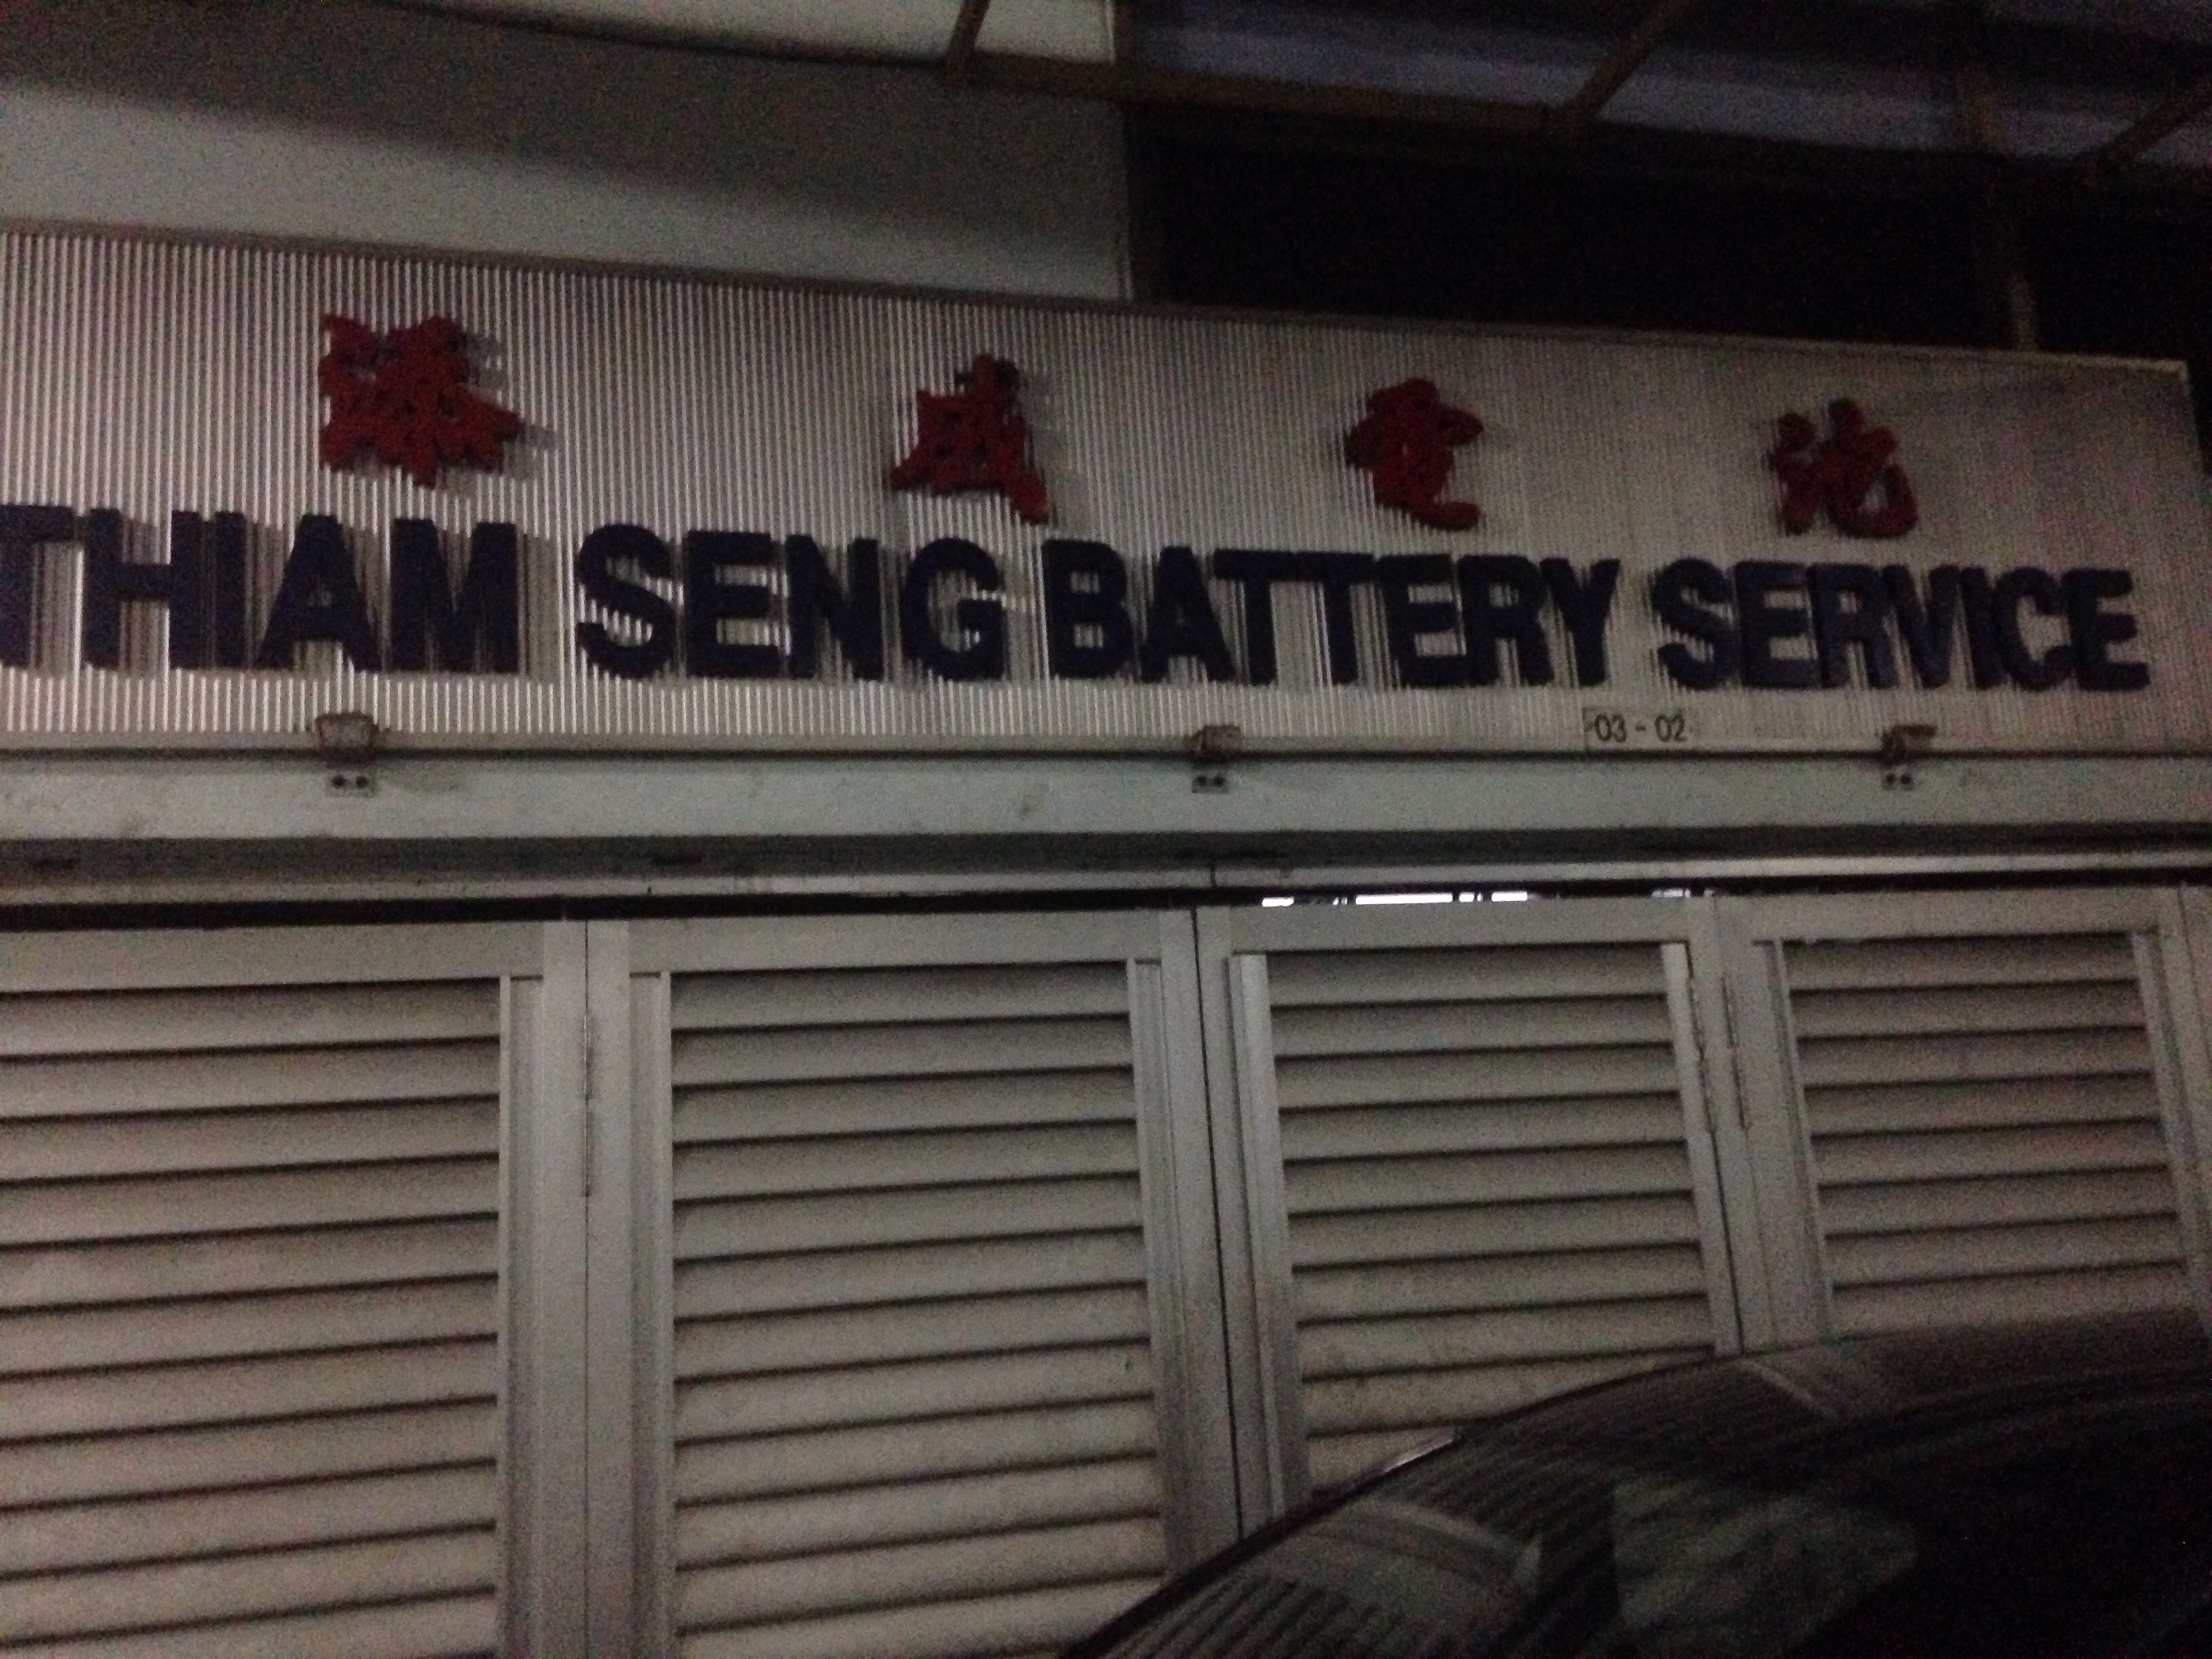 添成電池
THIAM SENG BATTERY SERVICE
03-02